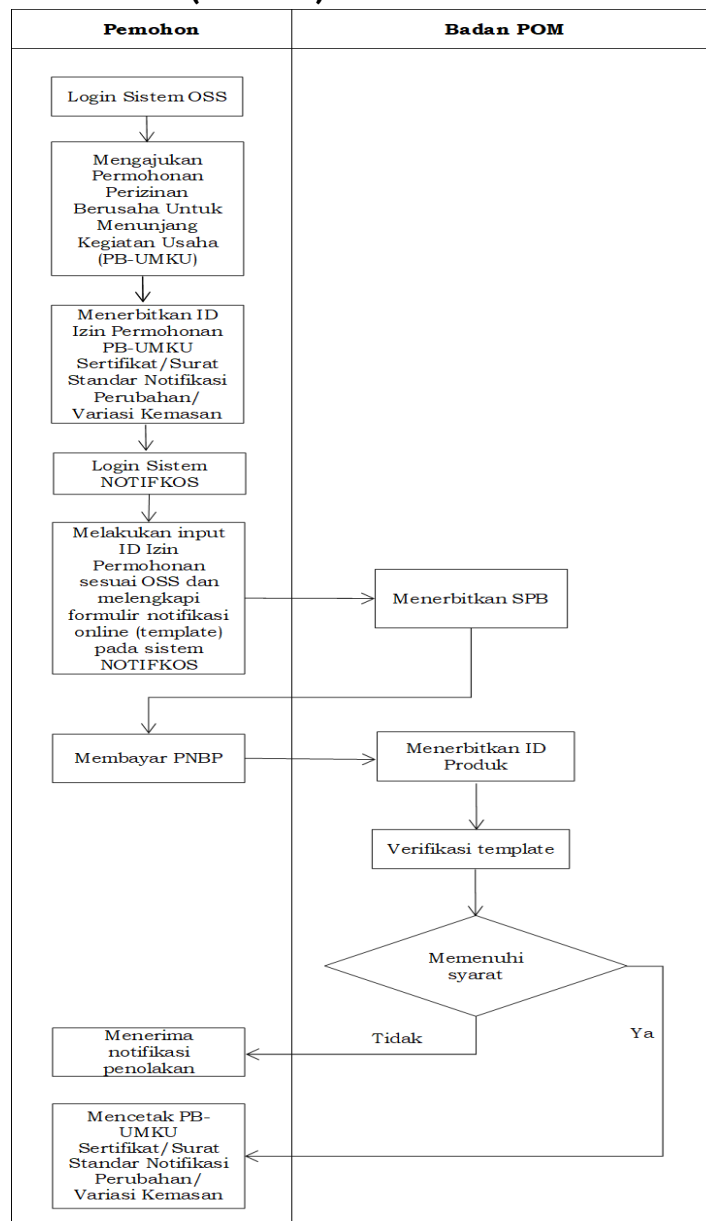 Pemohon
Badan POM
Login Sistem OSS
Mengajukan
Permohonan
Perizinan
Berusaha Untuk
Menunjang
Kegiatan Usaha
(PB-UMKU)
Menerbitkan ID
Izin Permohonan
PB-UMKU
Sertifikat/Surat
Standar Notifikasi
Perubahan/
Variasi Kemasan
Login Sistem
NOTIFKOS
Melakukan input
ID Izin
Permohonan
sesuai OSS dan
melengkapi
formulir notifikasi
online (template)
pada sistem
NOTIFKOS
Menerbitkan SPB
Membayar PNBP
Menerbitkan ID
Produk
Verifikasi template
Memenuhi
syarat
Tidak
Ya
Menerima
notifikasi
penolakan
Mencetak PB-
UMKU
Sertifikat/Surat
Standar Notifikasi
Perubahan/
Variasi Kemasan